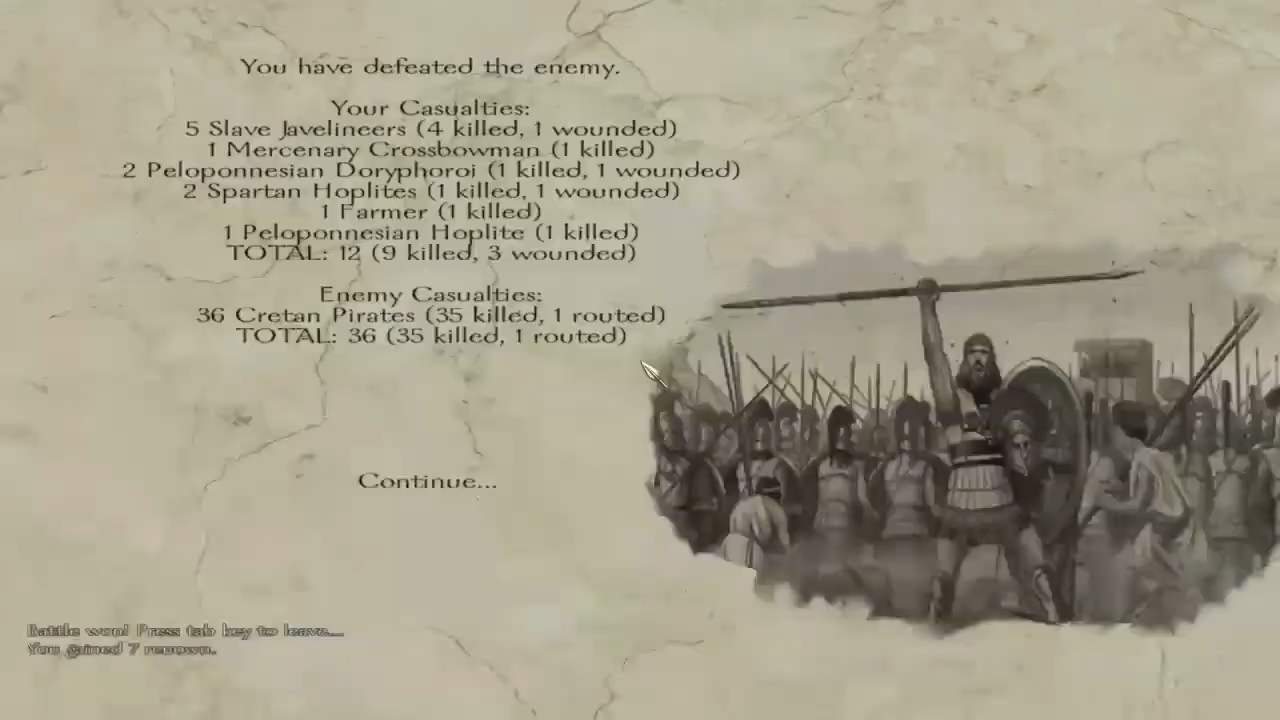 You have defeated the enemy.
Your Casualties:
5 Slave Javelineers (4 killed, 1 wounded)
1 Mercenary Crossbowman (1 killed)
2 Peloponnesian Doryphoroi (1 killed, 1 wounded)
2 Spartan Hoplites (1 killed, 1 wounded)
1 Farmer (1 killed)
1 Peloponnesian Hoplite (1 killed)
TOTAL: 12 (9 killed, 3 wounded)
Enemy Casualties:
36 Cretan Pirates (35 killed, 1 routed)
TOTAL: 36 (35 killed, 1 routed)
Continue...
Battle won! Press tab key to leave...
You gained 7 renown.